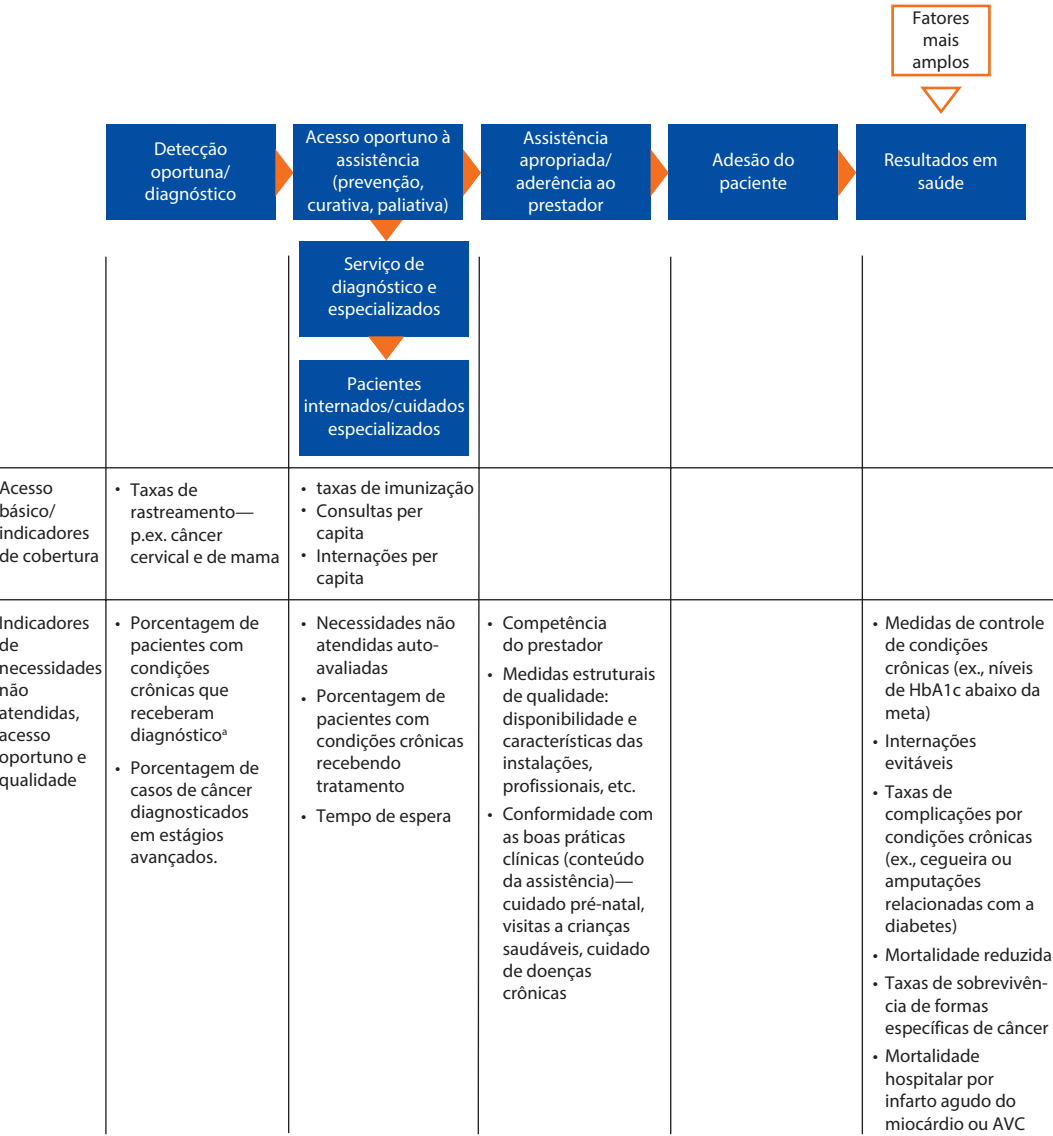 Fatores
mais
amplos
Detecção
oportuna/
diagnóstico
Acesso oportuno à
assistência
(prevenção,
curativa, paliativa)
Assistência
apropriada/
aderência ao
prestador
Adesão do
paciente
Resultados em
saúde
Serviço de
diagnóstico e
especializados
Pacientes
internados/cuidados
especializados
Acesso
básico/
indicadores
de cobertura
• Taxas de
rastreamento—
p.ex. câncer
cervical e de mama
• taxas de imunização
• Consultas per
capita
• Internações per
capita
Indicadores
de
necessidades
não
atendidas,
acesso
oportuno e
qualidade
• Porcentagem de
pacientes com
condições
crônicas que
receberam
diagnósticoª
• Porcentagem de
casos de câncer
diagnosticados
em estágios
avançados.
• Necessidades não
atendidas auto-
avaliadas
• Porcentagem de
pacientes com
condições crônicas
recebendo
tratamento
• Tempo de espera
• Competência
do prestador
• Medidas estruturais
de qualidade:
disponibilidade e
características das
instalações,
profissionais, etc.
• Conformidade com
as boas práticas
clínicas (conteúdo
da assistência)—
cuidado pré-natal,
visitas a crianças
saudáveis, cuidado
de doenças
crônicas
• Medidas de controle
de condições
crônicas (ex., níveis
de HbA1c abaixo da
meta)
• Internações
evitáveis
• Taxas de
complicações por
condições crônicas
(ex., cegueira ou
amputações
relacionadas com a
diabetes)
• Mortalidade reduzida
• Taxas de sobrevivên-
cia de formas
específicas de câncer
• Mortalidade
hospitalar por
infarto agudo do
miocárdio ou AVC